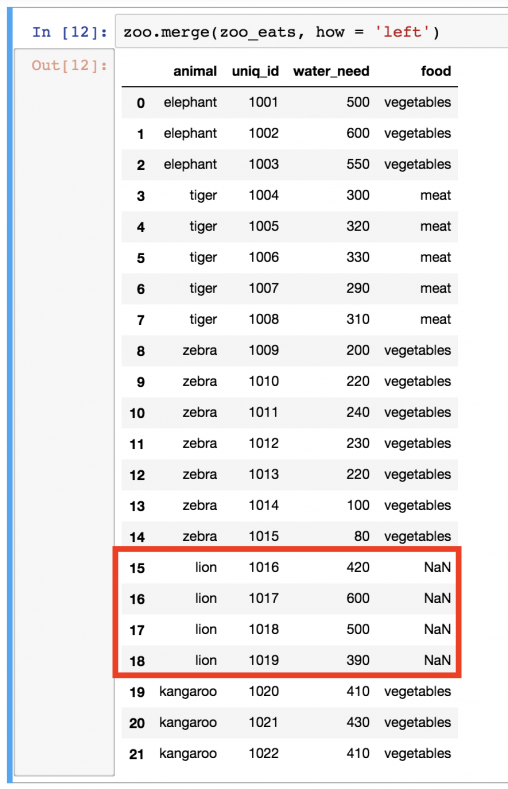 In [12]: zoo.merge(zoo_eats, how = 'left')
Out[12]:
animal uniq_id water_need food
0 elephant 1001 500 vegetables
1 elephant 1002 600 vegetables
2 elephant 1003 550 vegetables
3 tiger 1004 300 meat
4 tiger 1005 320 meat
5 tiger 1006 330 meat
6 tiger 1007 290 meat
7 tiger 1008 310 meat
8 zebra 1009 200 vegetables
9 zebra 1010 220 vegetables
10 zebra 1011 240 vegetables
11 zebra 1012 230 vegetables
12 zebra 1013 220 vegetables
13 zebra 1014 100 vegetables
14 zebra 1015 80 vegetables
15 lion 1016 420 NaN
16 lion 1017 600 NaN
17 lion 1018 500 NaN
18 lion 1019 390 NaN
19 kangaroo 1020 410 vegetables
20 kangaroo 1021 430 vegetables
21 kangaroo 1022 410 vegetables